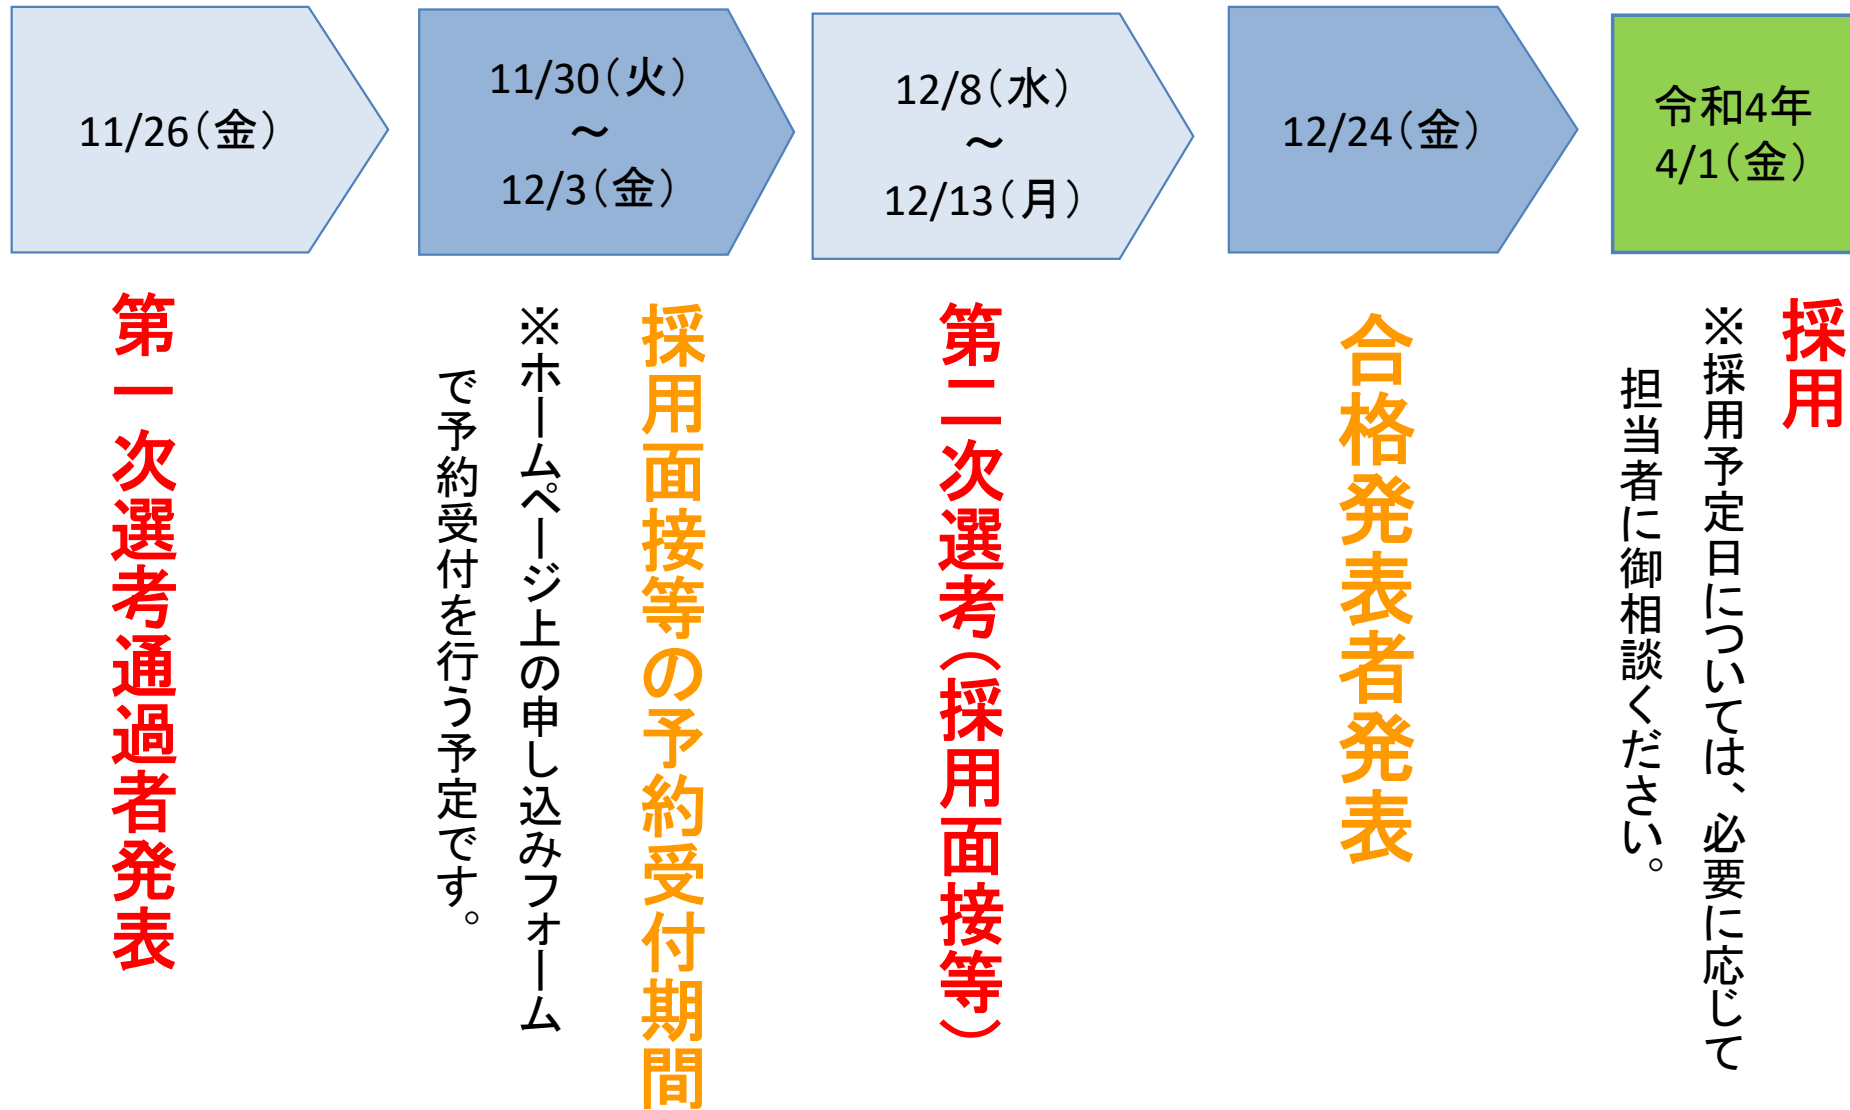 11/26（金）
第一次選考通過者発表
11/30（火）
～
12/3（金）
採用面接等の予約受付期間
※ホームページ上の申し込みフォーム
で予約受付を行う予定です。
12/8（水）
～
12/13（月）
第二次選考（採用面接等）
12/24（金）
合格発表者発表
令和4年
4/1（金）
採用
※採用予定日については、必要に応じて
担当者に御相談ください。